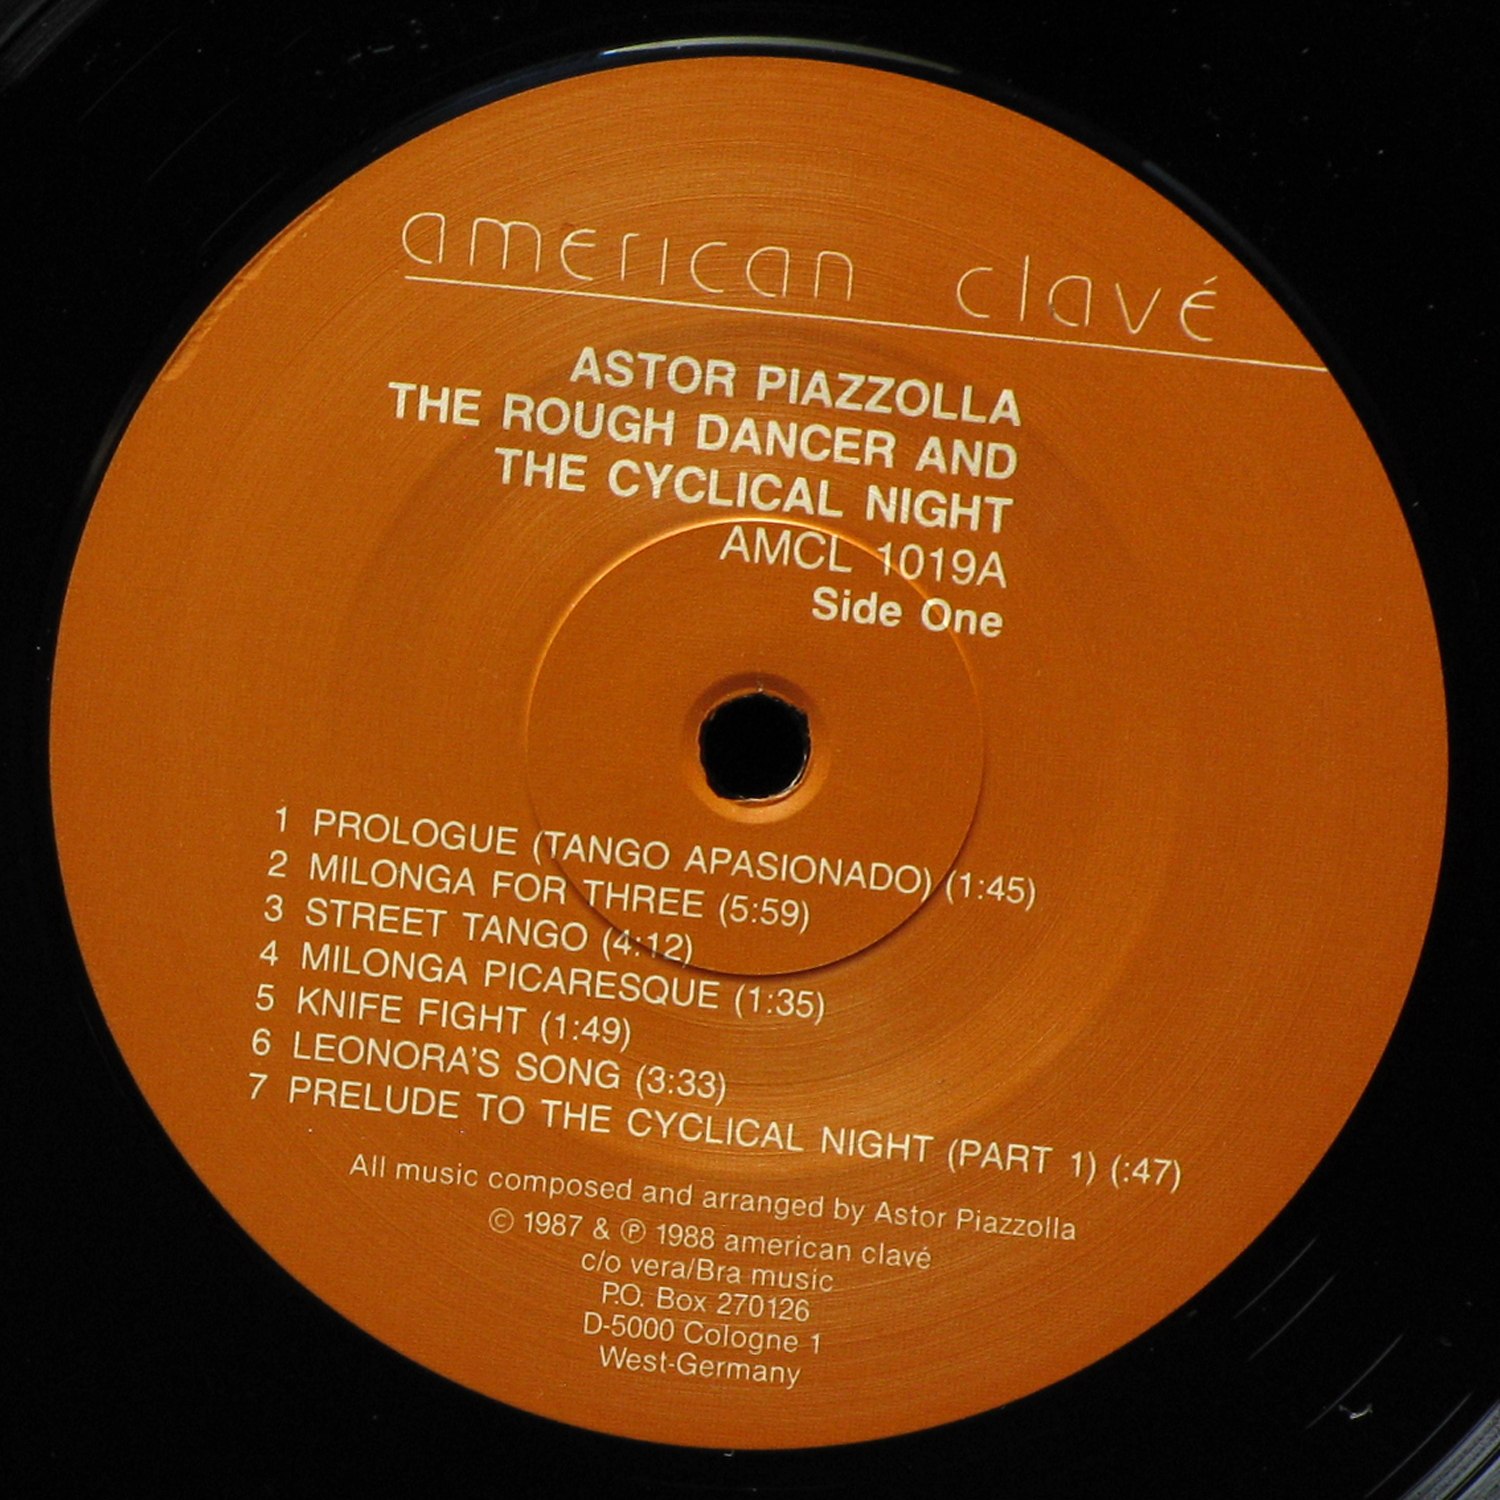 american clavé
ASTOR PIAZZOLLA
THE ROUGH DANCER AND
THE CYCLICAL NIGHT
AMCL 1019A
Side One
1 PROLOGUE (TANGO APASIONADO) (1:45)
2 MILONGA FOR THREE (5:59)
3 STREET TANGO (4:12)
4 MILONGA PICARESQUE (1:35)
5 KNIFE FIGHT (1:49)
6 LEONORA'S SONG (3:33)
7 PRELUDE TO THE CYCLICAL NIGHT (PART 1) (:47)
All music composed and arranged by Astor Piazzolla
© 1987 & ℗ 1988 american clavé
c/o vera/Bra music
P.O. Box 270126
D-5000 Cologne 1
West-Germany